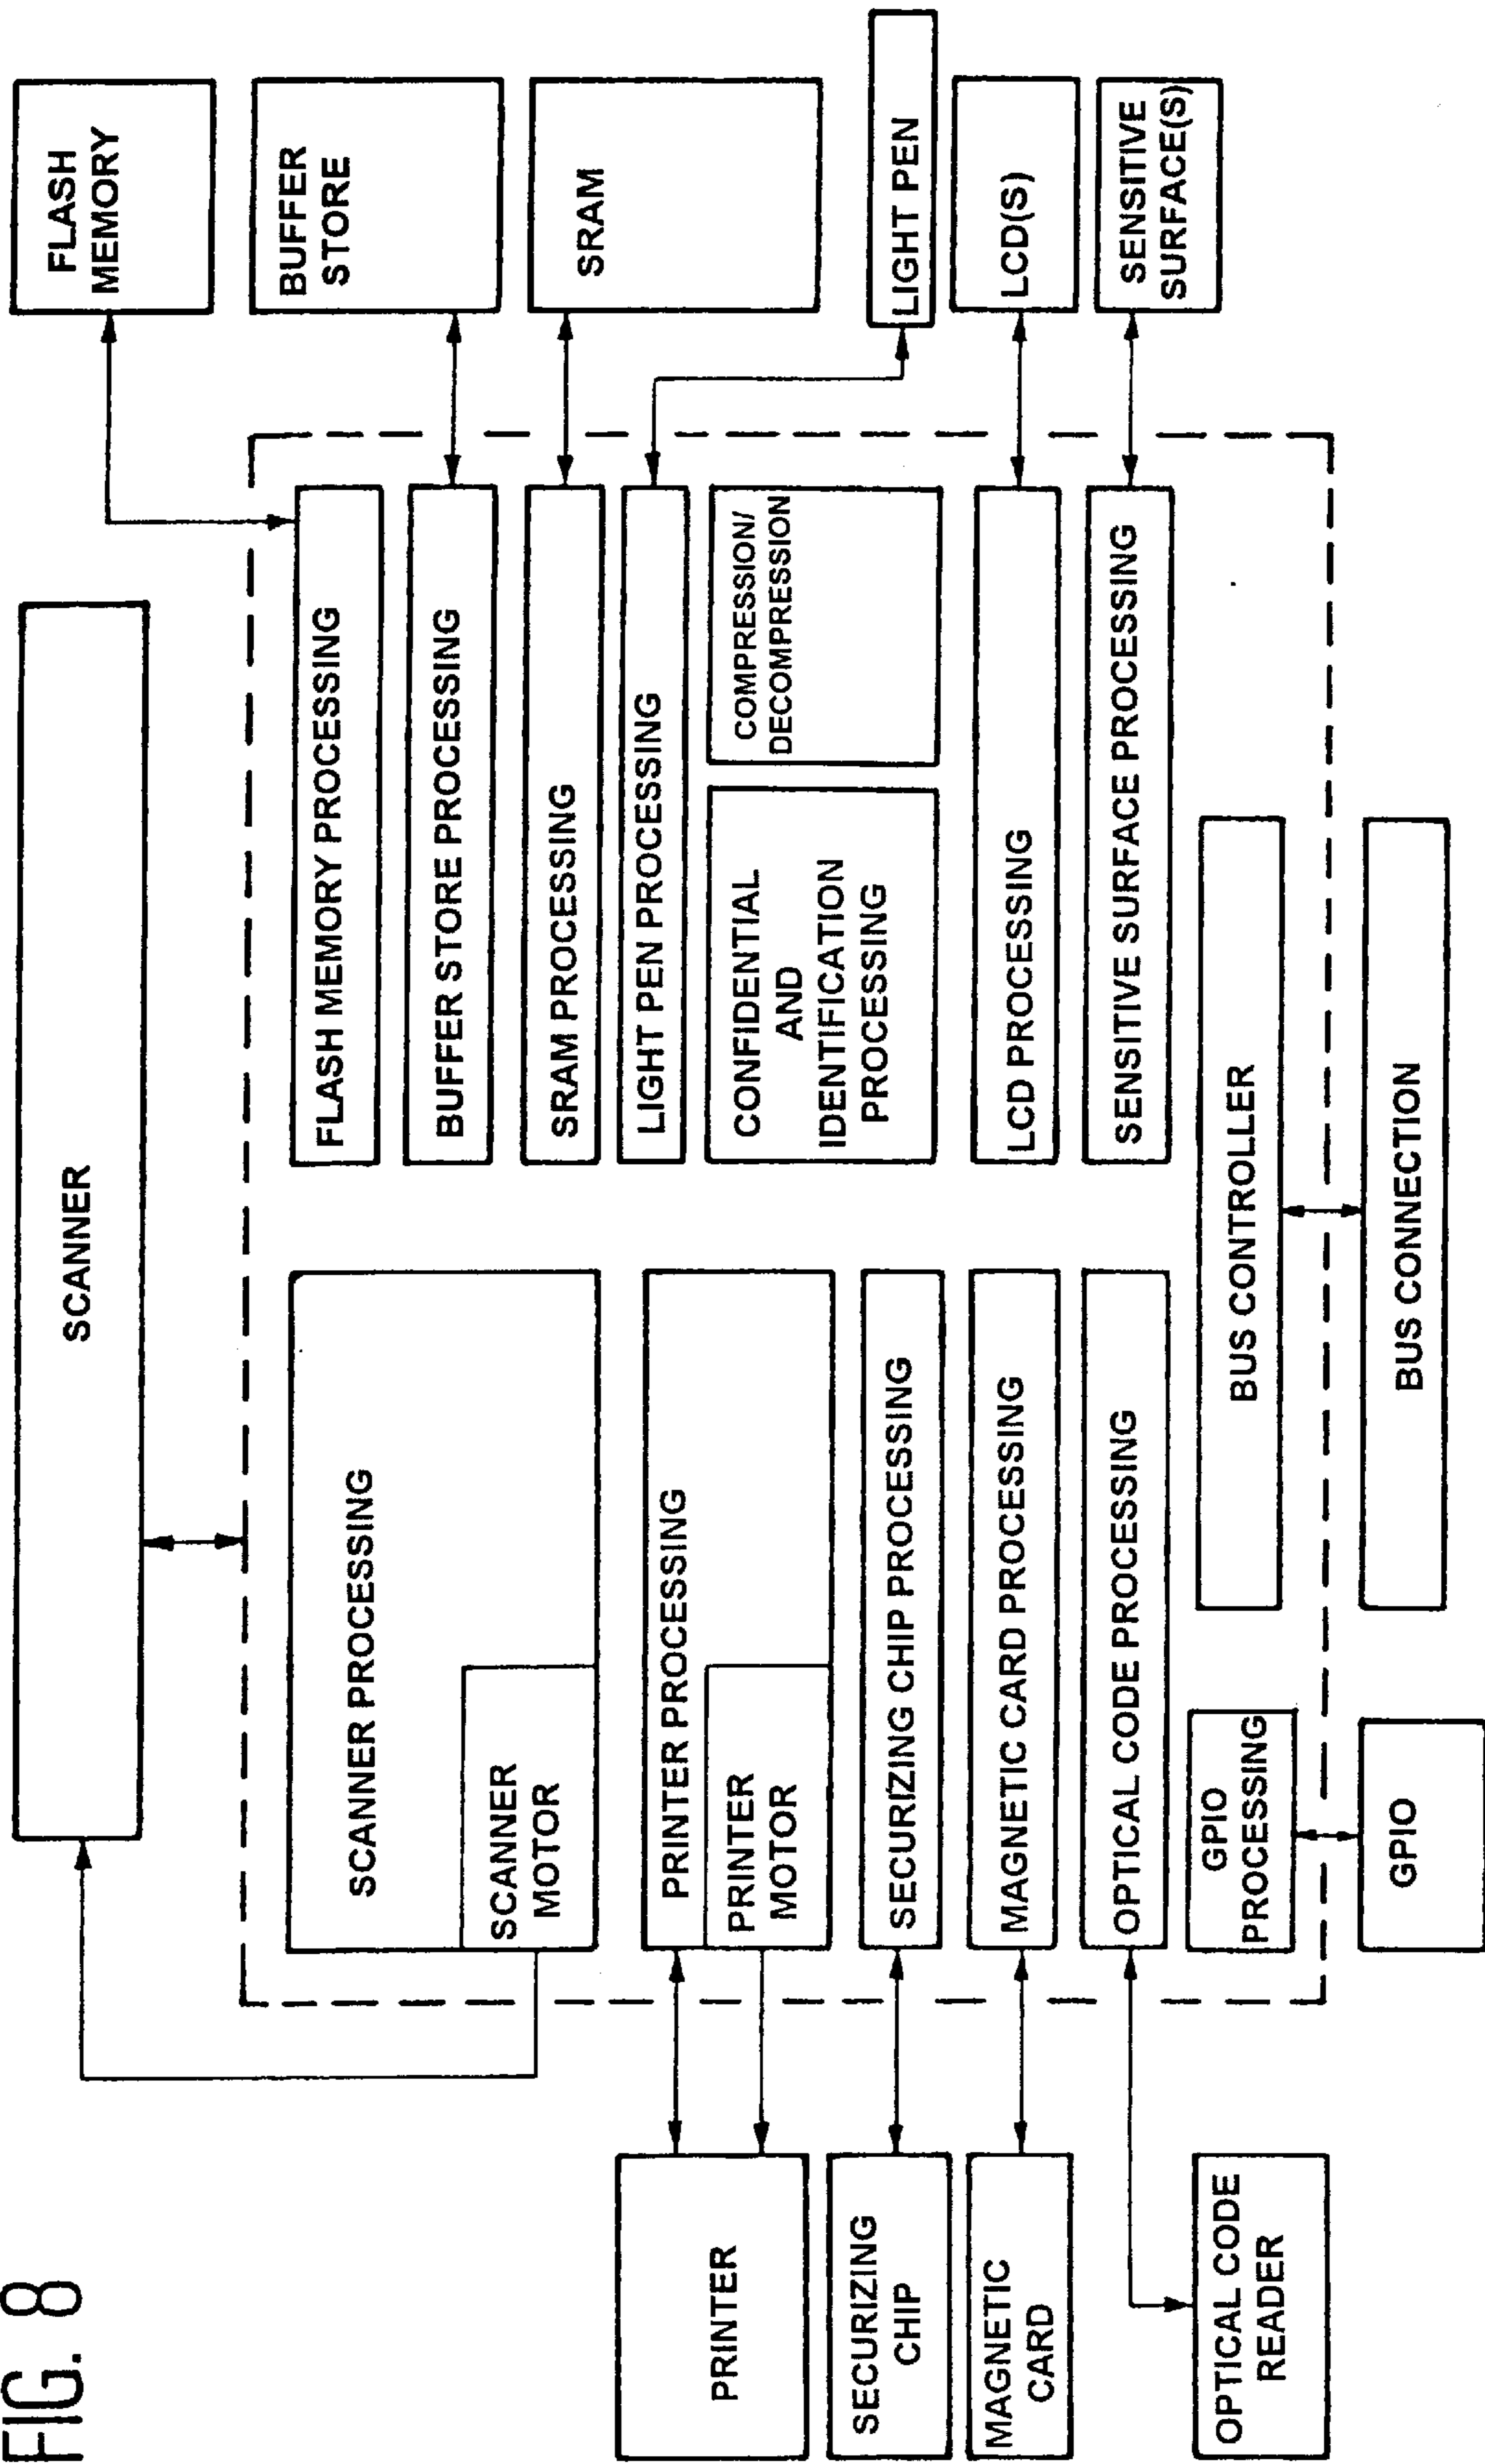 FIG. 8
SCANNER
FLASH
MEMORY
BUFFER
STORE
SRAM
LIGHT PEN
LCD(S)
SENSITIVE
SURFACE(S)
SCANNER PROCESSING
SCANNER
MOTOR
PRINTER PROCESSING
PRINTER
MOTOR
SECURIZING CHIP PROCESSING
MAGNETIC CARD PROCESSING
OPTICAL CODE PROCESSING
GPIO
PROCESSING
FLASH MEMORY PROCESSING
BUFFER STORE PROCESSING
SRAM PROCESSING
LIGHT PEN PROCESSING
CONFIDENTIAL
AND
IDENTIFICATION
PROCESSING
COMPRESSION/
DECOMPRESSION
LCD PROCESSING
SENSITIVE SURFACE PROCESSING
BUS CONTROLLER
PRINTER
SECURIZING
CHIP
MAGNETIC
CARD
OPTICAL CODE
READER
GPIO
BUS CONNECTION